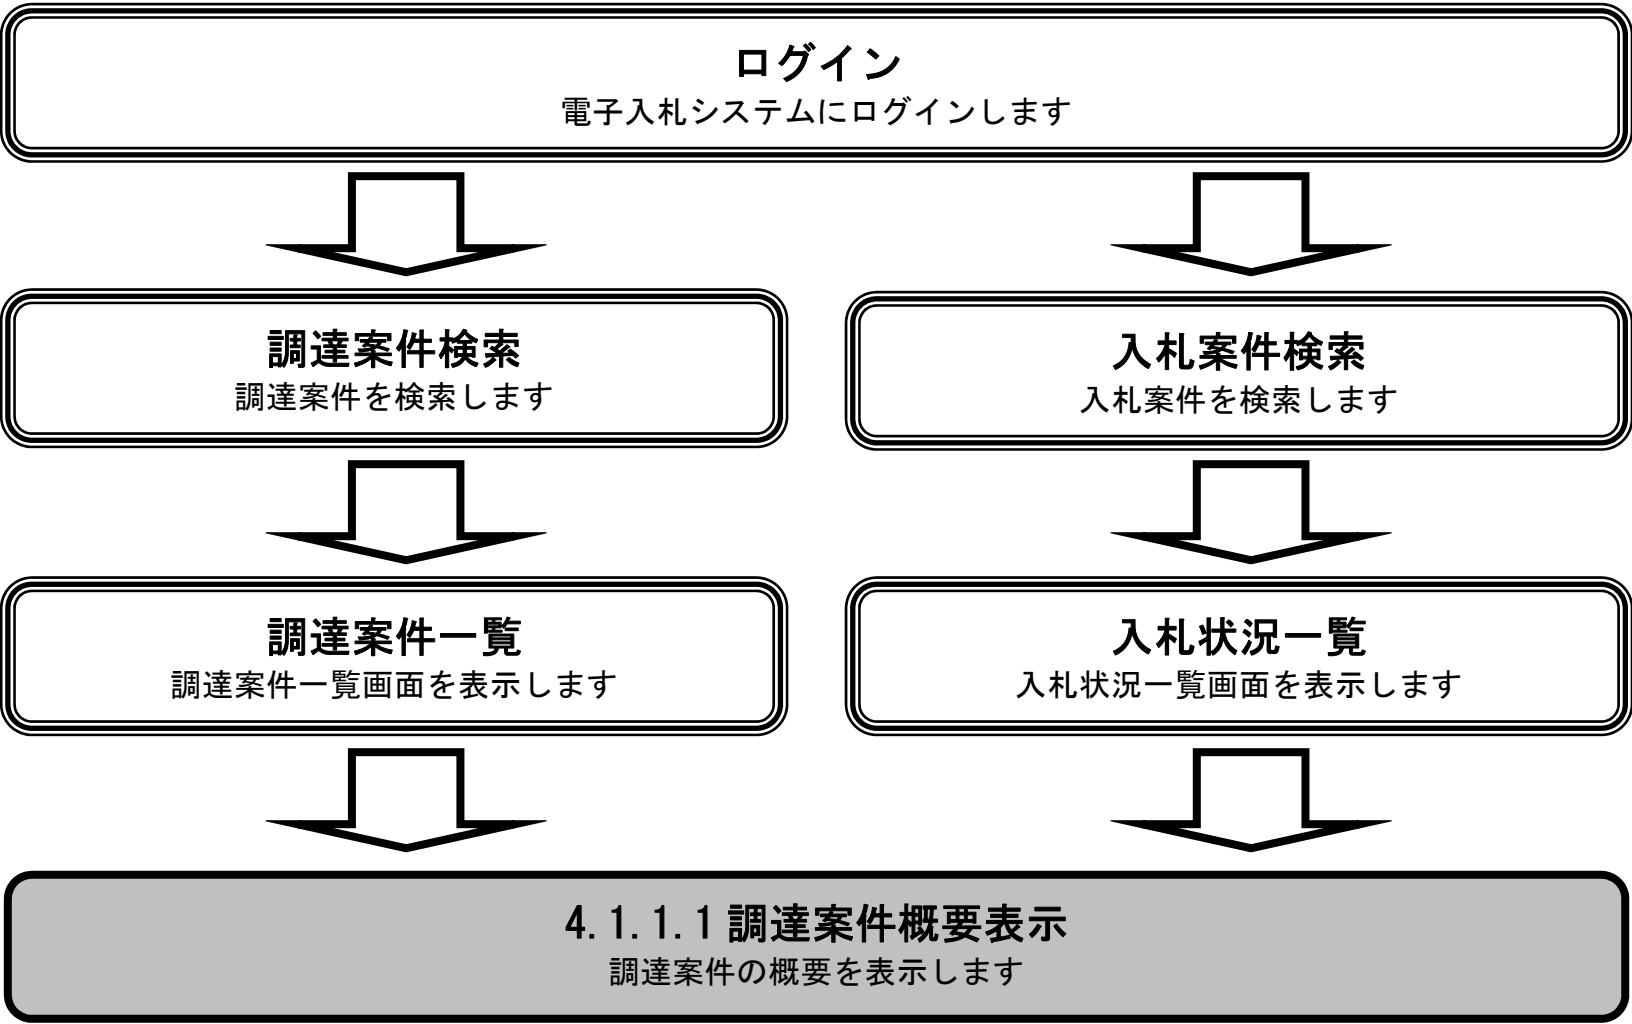 ログイン
電子入札システムにログインします
調達案件検索
調達案件を検索します
入札案件検索
入札案件を検索します
調達案件一覧
調達案件一覧画面を表示します
入札状況一覧
入札状況一覧画面を表示します
4.1.1.1 調達案件概要表示
調達案件の概要を表示します